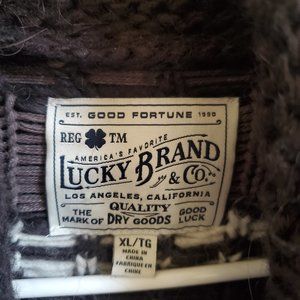 EST. GOOD FORTUNE 1990
REG TM
AMERICA'S FAVORITE
LUCKY BRAND
& CO.
LOS ANGELES, CALIFORNIA
THE QUALITY GOOD
MARK OF DRY GOODS LUCK
XL/TG
MADE IN
CHINA
FABRIQUE EN
CHINE